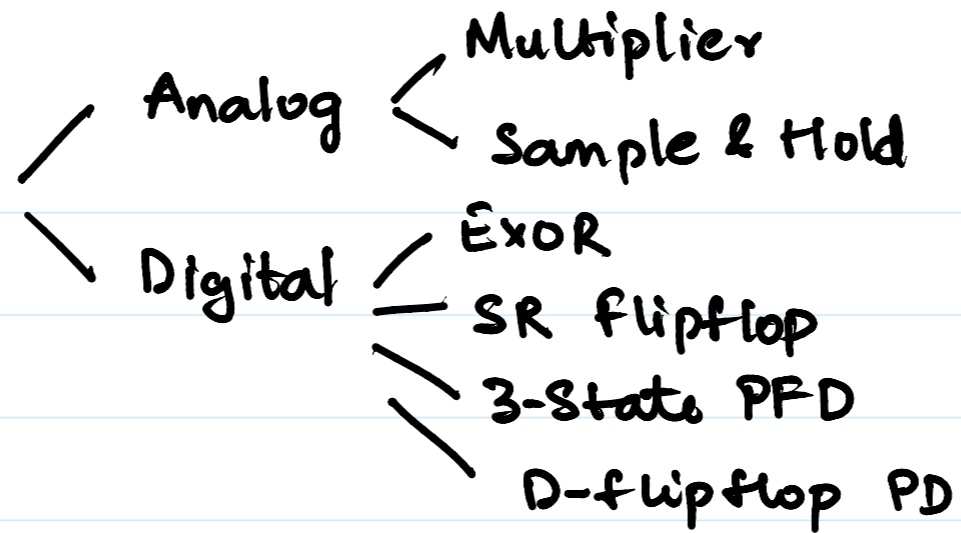 Multiplier
Analog
Sample & Hold
ExOR
Digital
SR flipflop
3-State PFD
D-flipflop PD